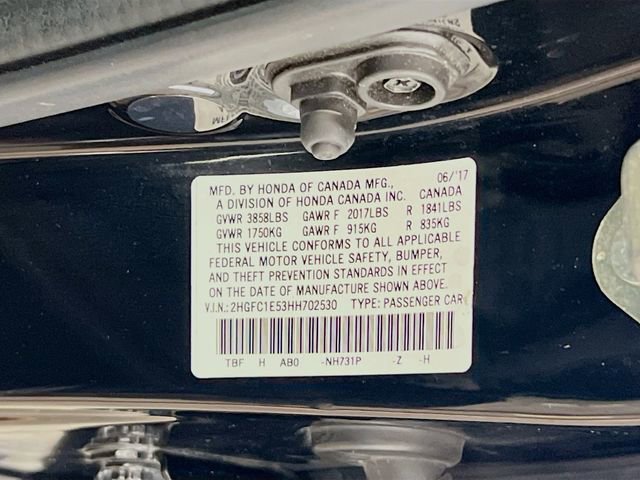 MFD. BY HONDA OF CANADA MFG., 06/'17
A DIVISION OF HONDA CANADA INC. CANADA
GVWR 3858LBS GAWR F 2017LBS R 1841LBS
GVWR 1750KG GAWR F 915KG R 835KG
THIS VEHICLE CONFORMS TO ALL APPLICABLE
FEDERAL MOTOR VEHICLE SAFETY, BUMPER,
AND THEFT PREVENTION STANDARDS IN EFFECT
ON THE DATE OF MANUFACTURE SHOWN ABOVE.
V.I.N.: 2HGFC1E53HH702530 TYPE: PASSENGER CAR
TBF H AB0 -NH731P -Z -H